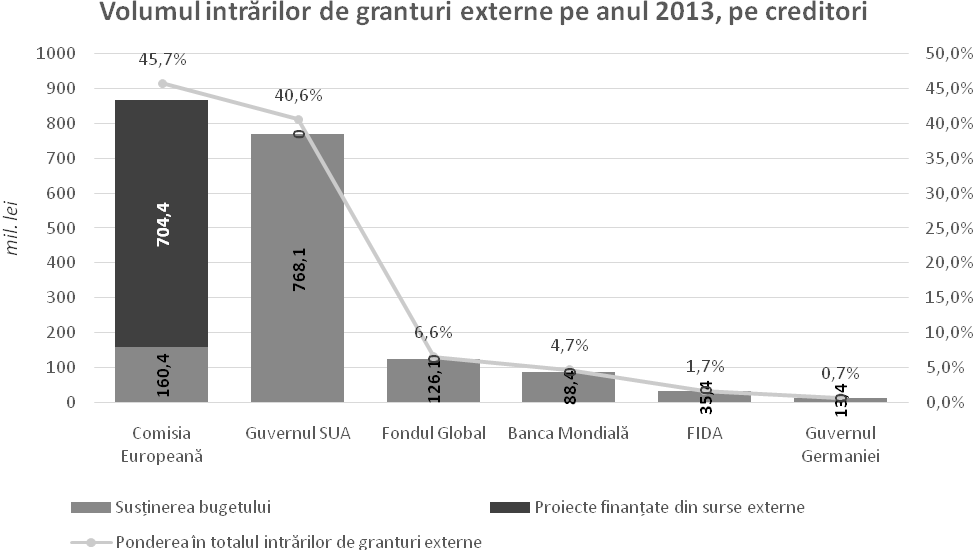 Volumul intrărilor de granturi externe pe anul 2013, pe creditori
mil. lei
1000
900
800
700
600
500
400
300
200
100
0
50,0%
45,0%
40,0%
35,0%
30,0%
25,0%
20,0%
15,0%
10,0%
5,0%
0,0%
45,7%
40,6%
6,6%
4,7%
1,7%
0,7%
704,4
160,4
0
768,1
126,1
88,4
Comisia
Europeană
Guvernul SUA
Fondul Global
Banca Mondială
FIDA
Guvernul
Germaniei
Susținerea bugetului
Proiecte finanțate din surse externe
Ponderea în totalul intrărilor de granturi externe